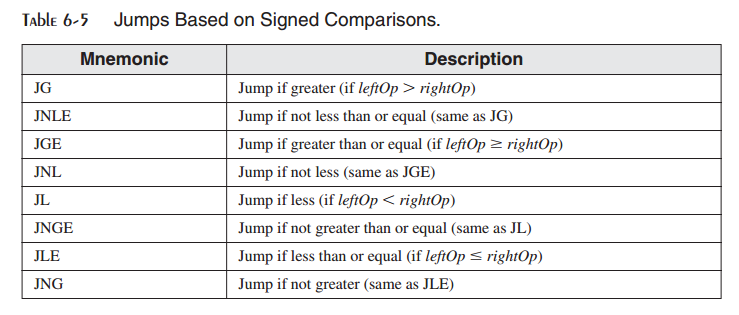 TABLE 6-5 Jumps Based on Signed Comparisons.
Mnemonic Description
JG Jump if greater (if leftOp > rightOp)
JNLE Jump if not less than or equal (same as JG)
JGE Jump if greater than or equal (if leftOp ≥ rightOp)
JNL Jump if not less (same as JGE)
JL Jump if less (if leftOp < rightOp)
JNGE Jump if not greater than or equal (same as JL)
JLE Jump if less than or equal (if leftOp ≤ rightOp)
JNG Jump if not greater (same as JLE)